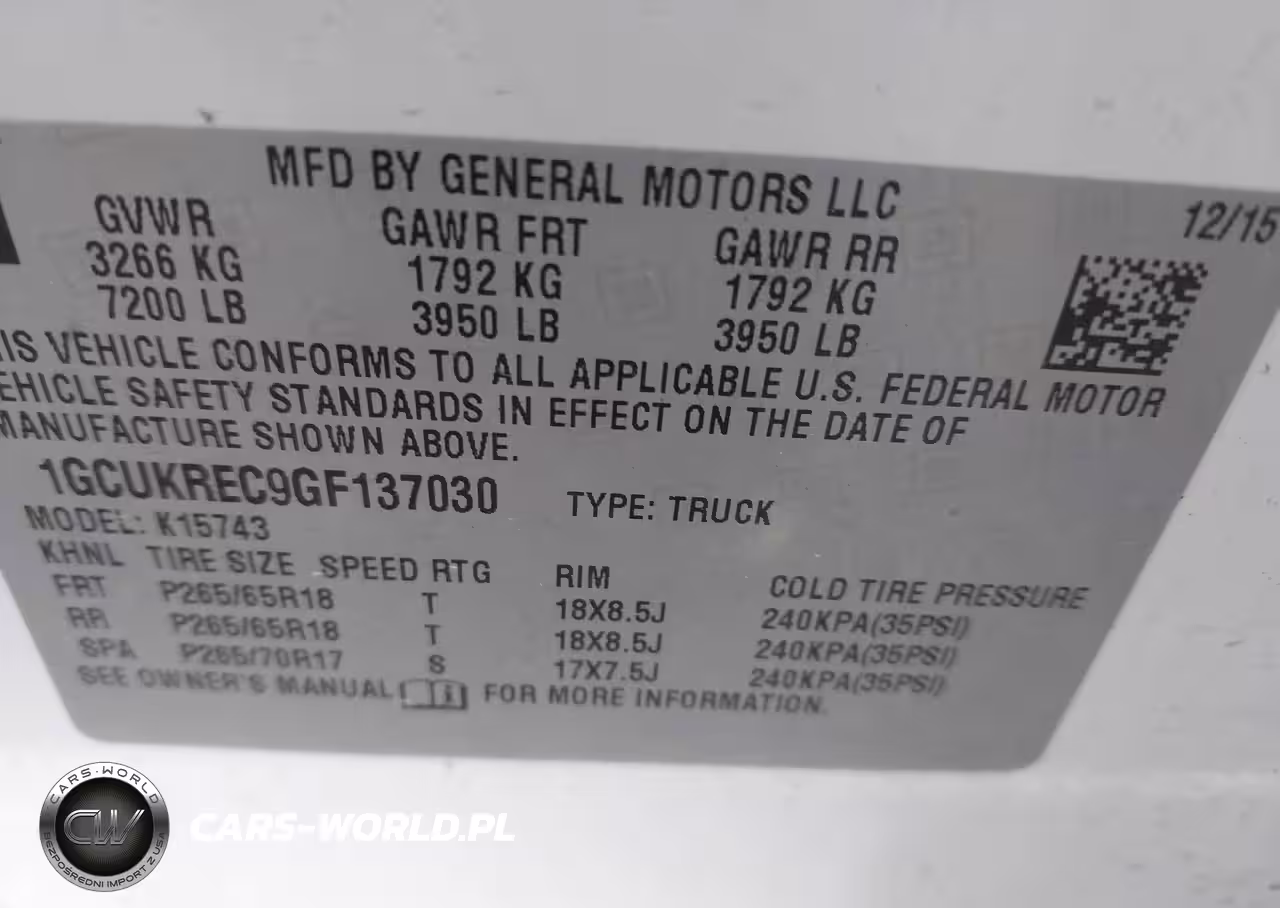 MFD BY GENERAL MOTORS LLC
12/15
GVWR GAWR FRT GAWR RR
3266 KG 1792 KG 1792 KG
7200 LB 3950 LB 3950 LB
IS VEHICLE CONFORMS TO ALL APPLICABLE U.S. FEDERAL MOTOR
EHICLE SAFETY STANDARDS IN EFFECT ON THE DATE OF
MANUFACTURE SHOWN ABOVE.
1GCUKREC9GF137030 TYPE: TRUCK
MODEL: K15743
KHNL TIRE SIZE SPEED RTG RIM COLD TIRE PRESSURE
FRT P265/65R18 T 18X8.5J 240KPA(35PSI)
RR P265/65R18 T 18X8.5J 240KPA(35PSI)
SPA P265/70R17 S 17X7.5J 240KPA(35PSI)
SEE OWNER'S MANUAL FOR MORE INFORMATION.
CARS-WORLD
CW
BEZPOŚREDNI IMPORT Z USA
CARS-WORLD.PL